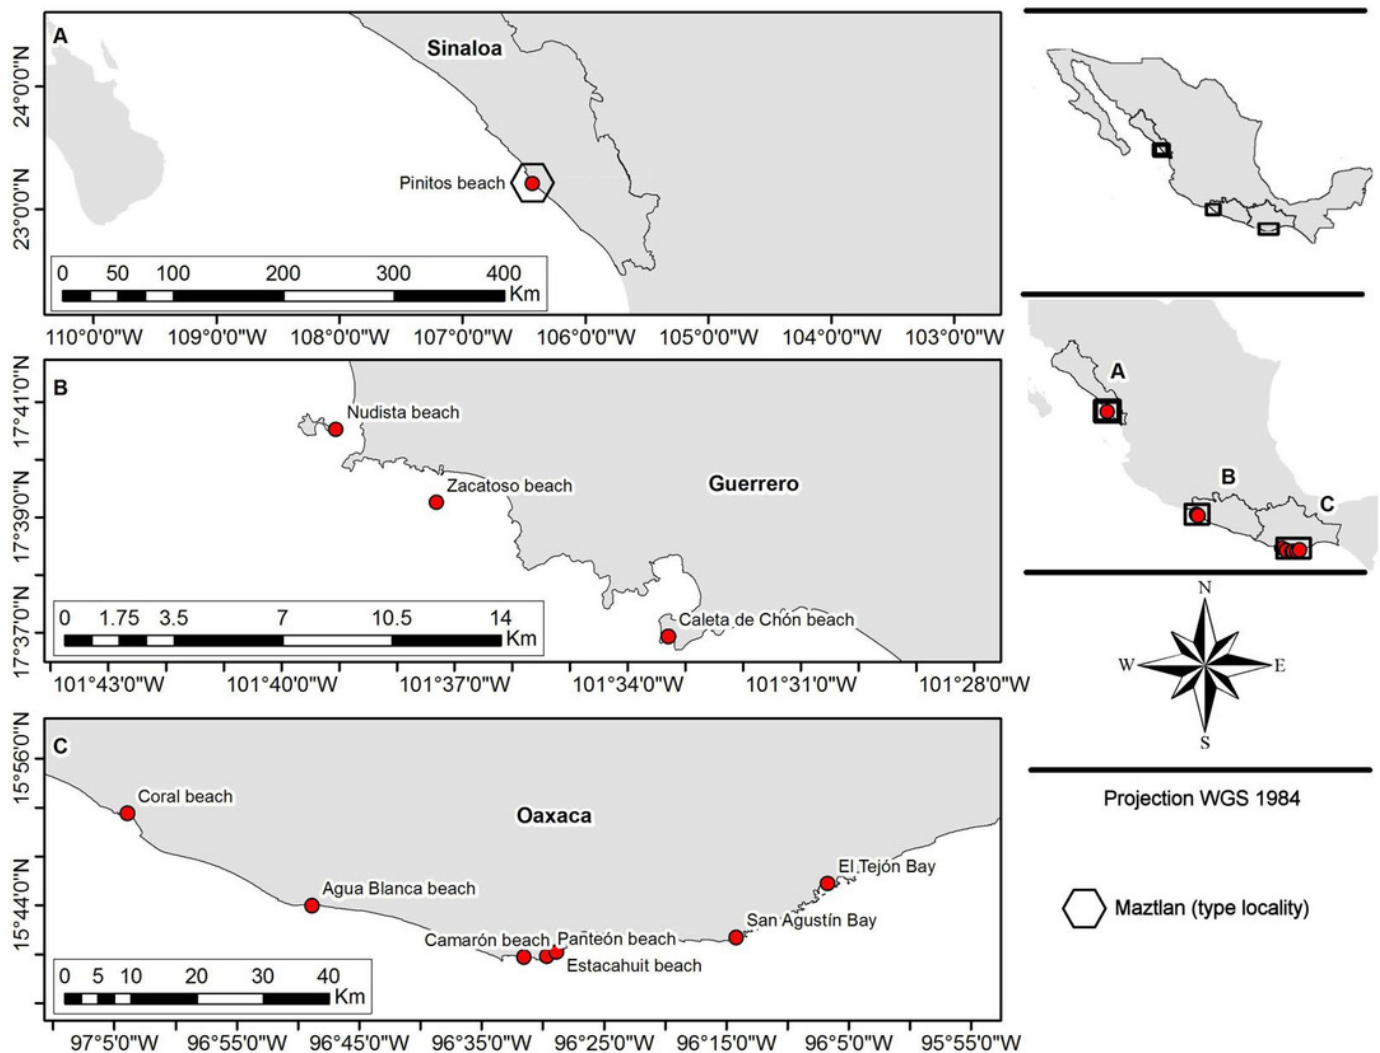 A
Sinaloa
Pinitos beach
24°0'0"N
23°0'0"N
0 50 100 200 300 400
Km
110°0'0"W 109°0'0"W 108°0'0"W 107°0'0"W 106°0'0"W 105°0'0"W 104°0'0"W 103°0'0"W
B
Nudista beach
Zacatoso beach
Guerrero
Caleta de Chón beach
17°41'0"N
17°39'0"N
17°37'0"N
0 1.75 3.5 7 10.5 14
Km
101°43'0"W 101°40'0"W 101°37'0"W 101°34'0"W 101°31'0"W 101°28'0"W
C
Coral beach
Oaxaca
El Tejón Bay
Agua Blanca beach
San Agustín Bay
Camarón beach Panteón beach
Estacahuit beach
15°56'0"N
15°44'0"N
0 5 10 20 30 40
Km
97°5'0"W 96°55'0"W 96°45'0"W 96°35'0"W 96°25'0"W 96°15'0"W 96°5'0"W 95°55'0"W
A
B
C
N
W E
S
Projection WGS 1984
Maztlan (type locality)